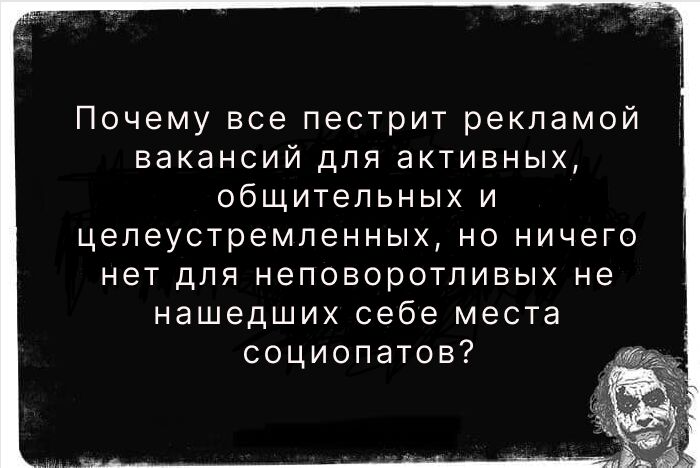 Почему все пестрит рекламой
вакансий для активных,
общительных и
целеустремленных, но ничего
нет для неповоротливых не
нашедших себе места
социопатов?